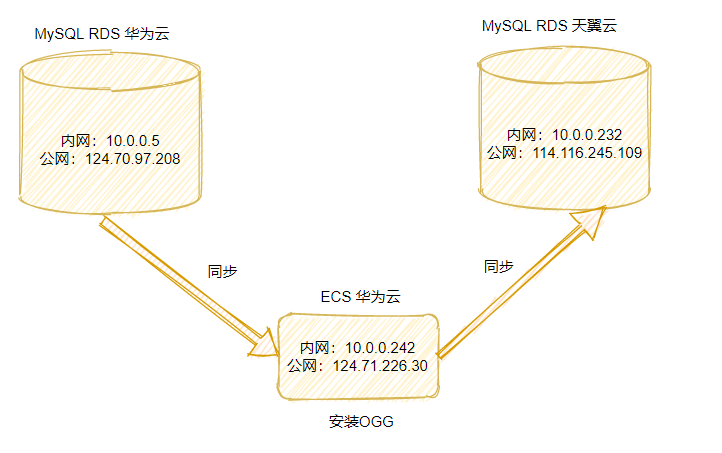 MySQL RDS 华为云
内网：10.0.0.5
公网：124.70.97.208
MySQL RDS 天翼云
内网：10.0.0.232
公网：114.116.245.109
同步
同步
ECS 华为云
内网：10.0.0.242
公网：124.71.226.30
安装OGG